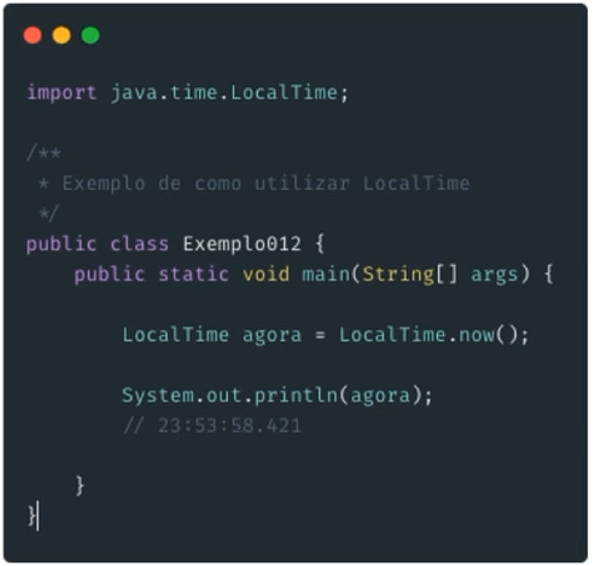 import java.time.LocalTime;
/**
 * Exemplo de como utilizar LocalTime
 */
public class Exemplo012 {
    public static void main(String[] args) {
        LocalTime agora = LocalTime.now();
        System.out.println(agora);
        // 23:53:58.421
    }
}